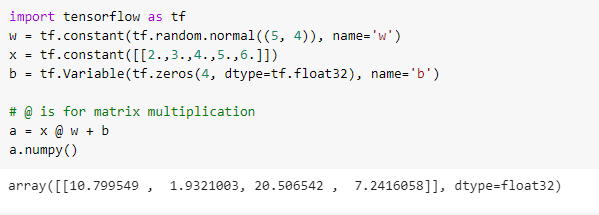 import tensorflow as tf
w = tf.constant(tf.random.normal((5, 4)), name='w')
x = tf.constant([[2.,3.,4.,5.,6.]])
b = tf.Variable(tf.zeros(4, dtype=tf.float32), name='b')
# @ is for matrix multiplication
a = x @ w + b
a.numpy()
array([[10.799549 ,  1.9321003, 20.506542 ,  7.2416058]], dtype=float32)